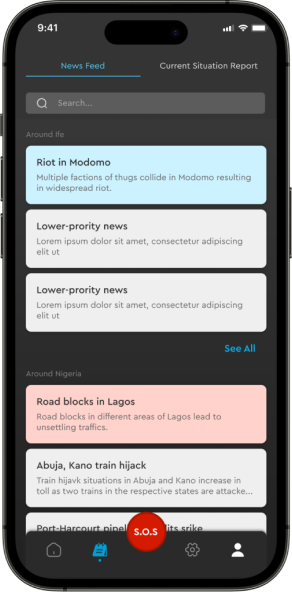 9:41
News Feed
Current Situation Report
Search...
Around Ife
Riot in Modomo
Multiple factions of thugs collide in Modomo resulting
in widespread riot.
Lower-prority news
Lorem ipsum dolor sit amet, consectetur adipiscing
elit ut
Lower-prority news
Lorem ipsum dolor sit amet, consectetur adipiscing
elit ut
See All
Around Nigeria
Road blocks in Lagos
Road blocks in different areas of Lagos lead to
unsettling traffics.
Abuja, Kano train hijack
Train hijavk situations in Abuja and Kano increase in
toll as two trains in the respective states are attacke...
Port-Harcourt srike
S.O.S